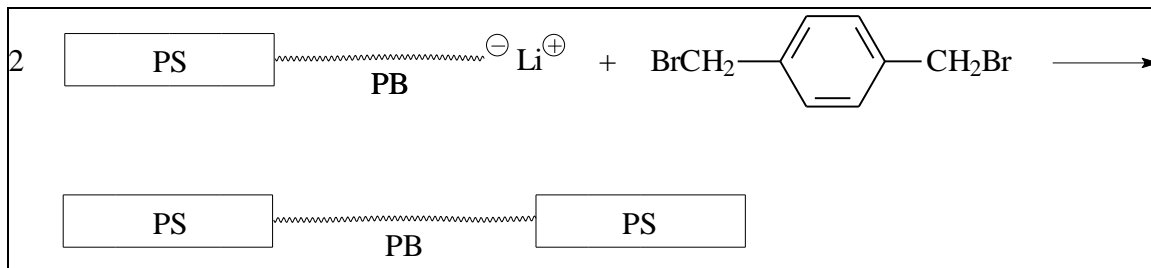 2 PS PB ⊖ Li⊕ + BrCH2 CH2Br
PS PB PS